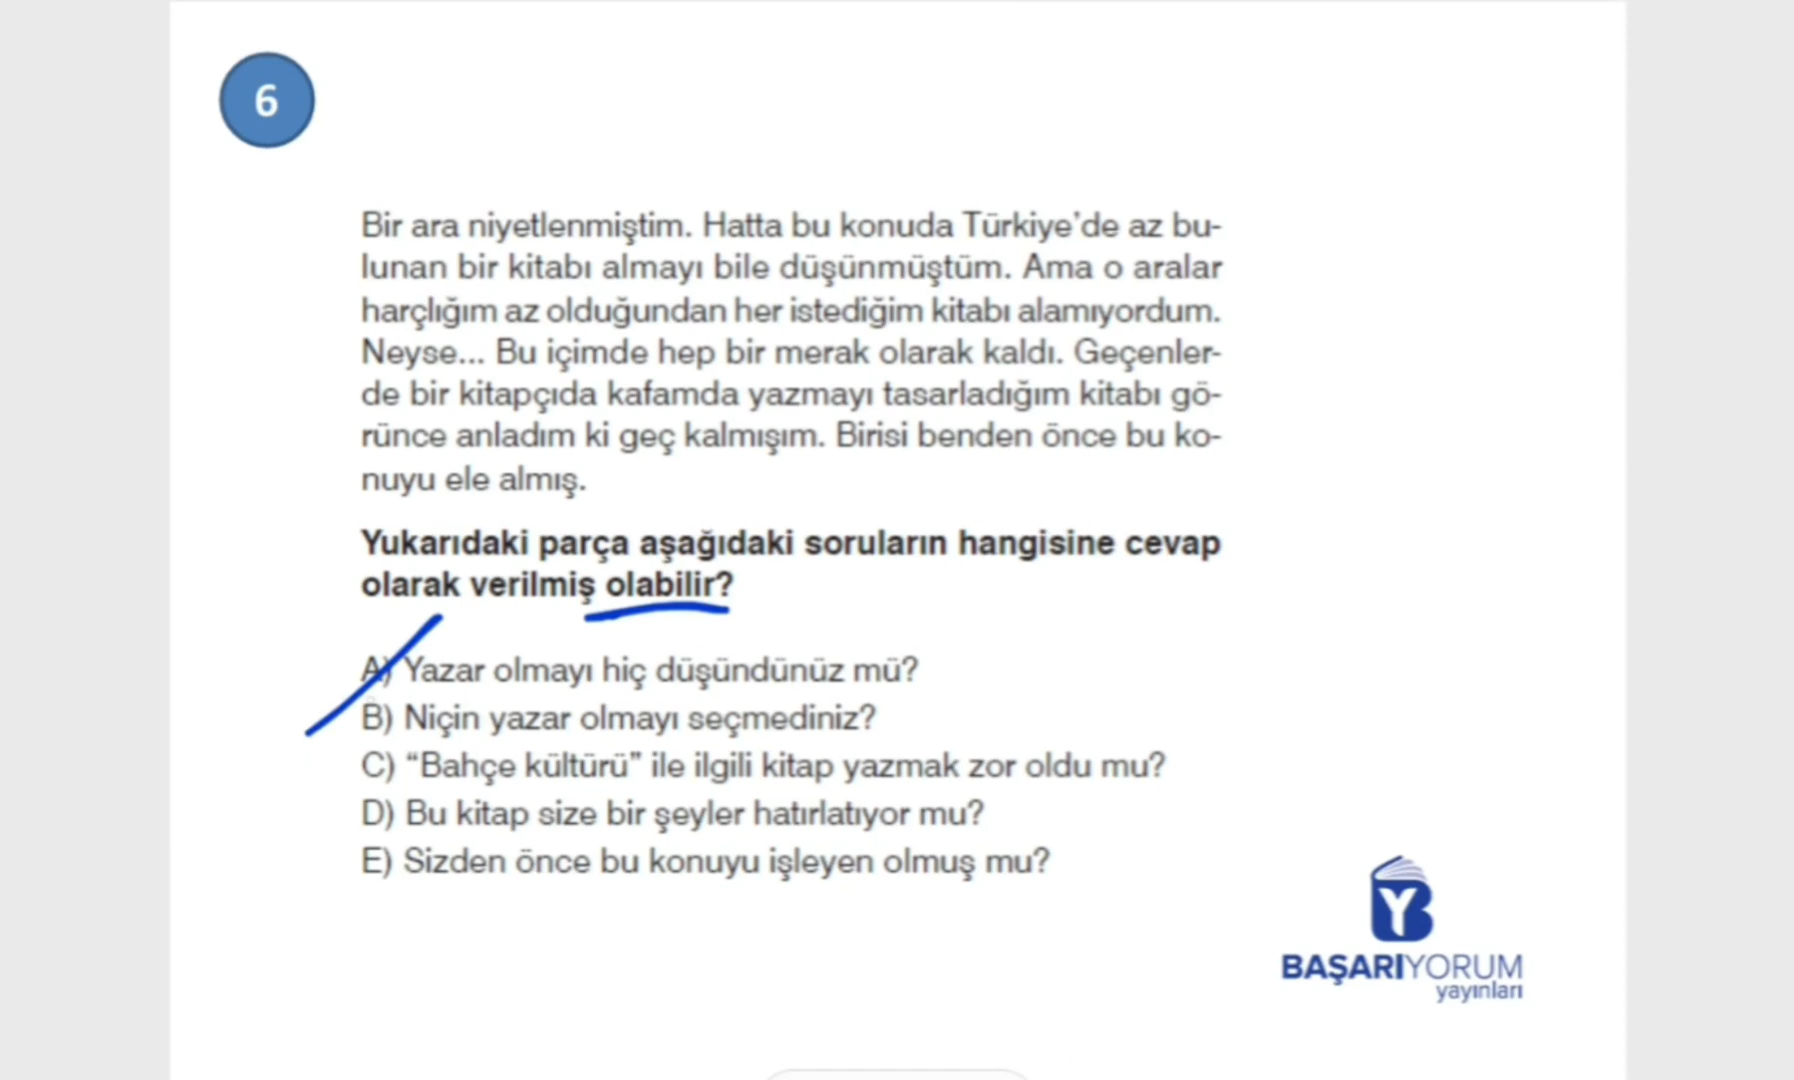 6
Bir ara niyetlenmiştim. Hatta bu konuda Türkiye'de az bu-
lunan bir kitabı almayı bile düşünmüştüm. Ama o aralar
harçlığım az olduğundan her istediğim kitabı alamıyordum.
Neyse... Bu içimde hep bir merak olarak kaldı. Geçenler-
de bir kitapçıda kafamda yazmayı tasarladığım kitabı gö-
rünce anladım ki geç kalmışım. Birisi benden önce bu ko-
nuyu ele almış.
Yukarıdaki parça aşağıdaki soruların hangisine cevap
olarak verilmiş olabilir?
A) Yazar olmayı hiç düşündünüz mü?
B) Niçin yazar olmayı seçmediniz?
C) “Bahçe kültürü” ile ilgili kitap yazmak zor oldu mu?
D) Bu kitap size bir şeyler hatırlatıyor mu?
E) Sizden önce bu konuyu işleyen olmuş mu?
BAŞARIYORUM
yayınları